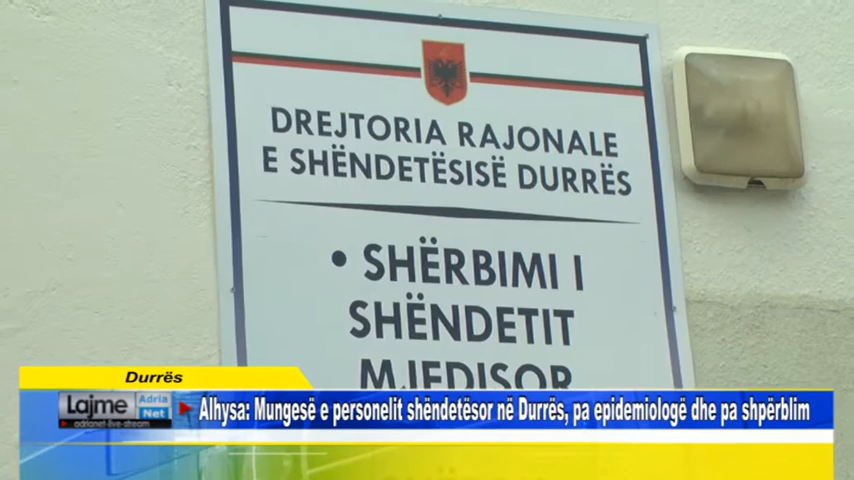 DREJTORIA RAJONALE
E SHËNDETËSISË DURRËS
• SHËRBIMI I
SHËNDETIT
MJEDISOR
Durrës
Lajme Adria Net
adrianet-live-stream
Alhysa: Mungesë e personelit shëndetësor në Durrës, pa epidemiologë dhe pa shpërblim